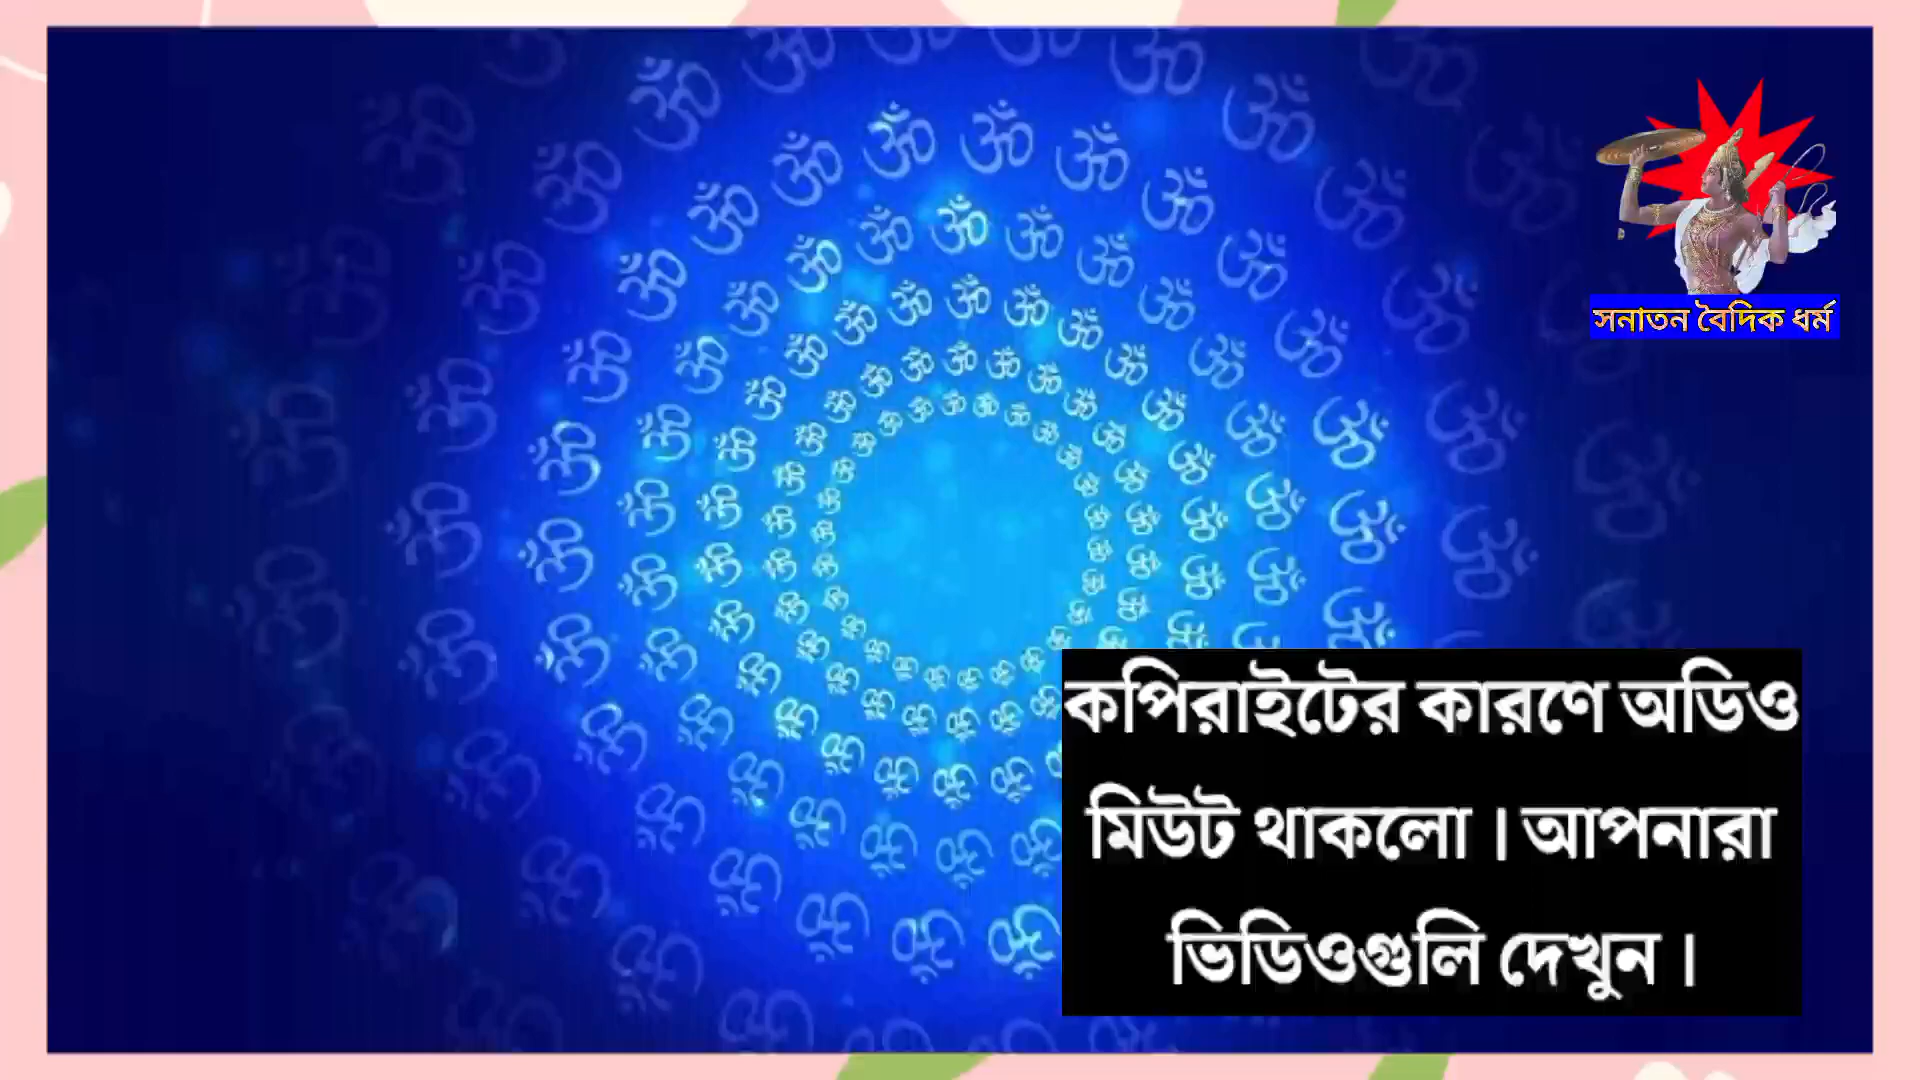 সনাতন বৈদিক ধর্ম
কপিরাইটের কারণে অডিও
মিউট থাকলো । আপনারা
ভিডিওগুলি দেখুন ।